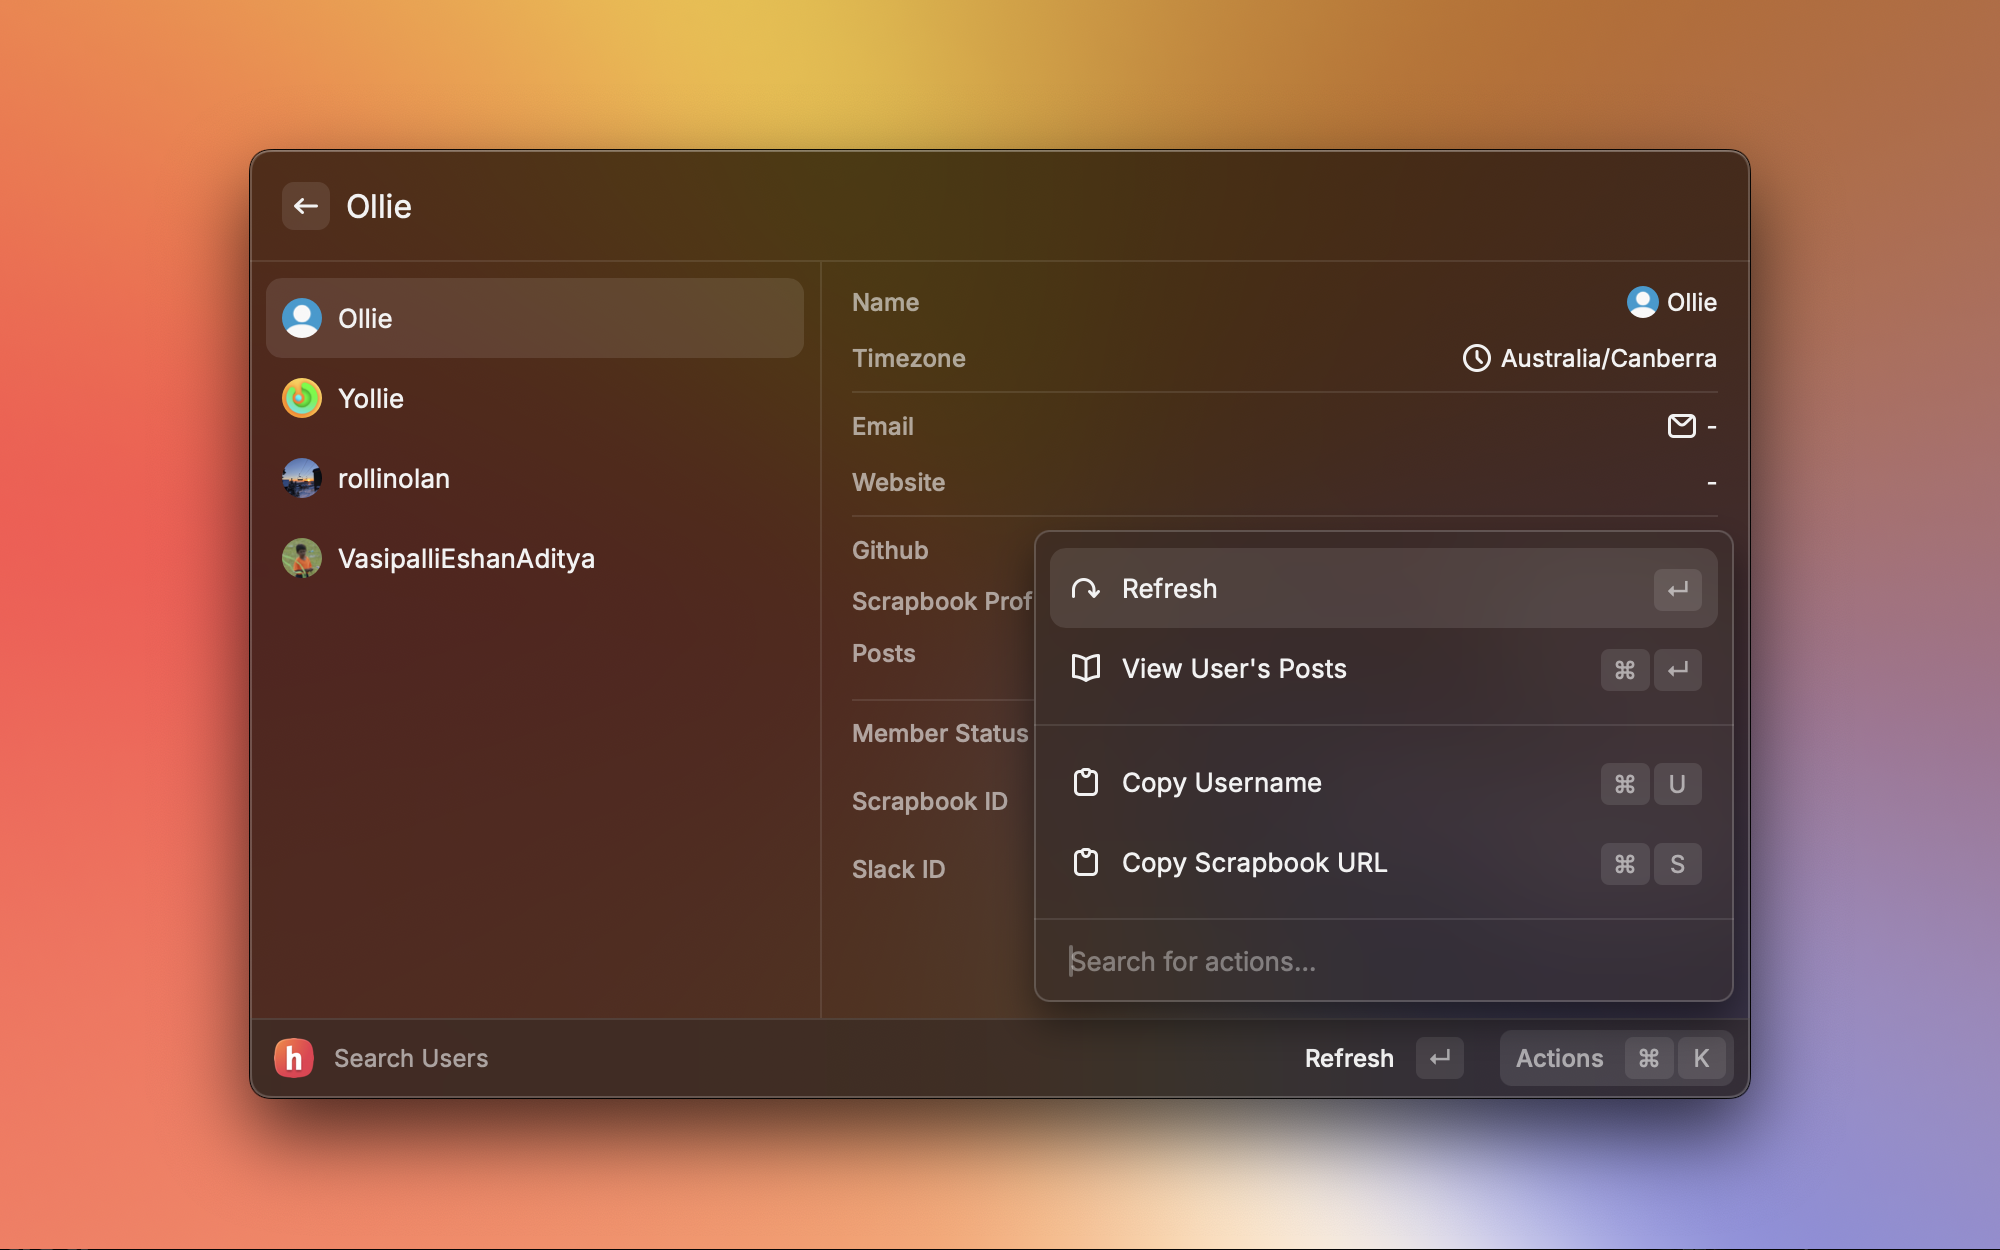 Ollie
Ollie
Yollie
rollinolan
VasipalliEshanAditya
Name
Ollie
Timezone
Australia/Canberra
Email
-
Website
-
Github
Scrapbook Prof
Posts
Member Status
Scrapbook ID
Slack ID
Refresh ↵
View User's Posts ⌘ ↵
Copy Username ⌘ U
Copy Scrapbook URL ⌘ S
Search for actions...
h Search Users
Refresh ↵
Actions ⌘ K